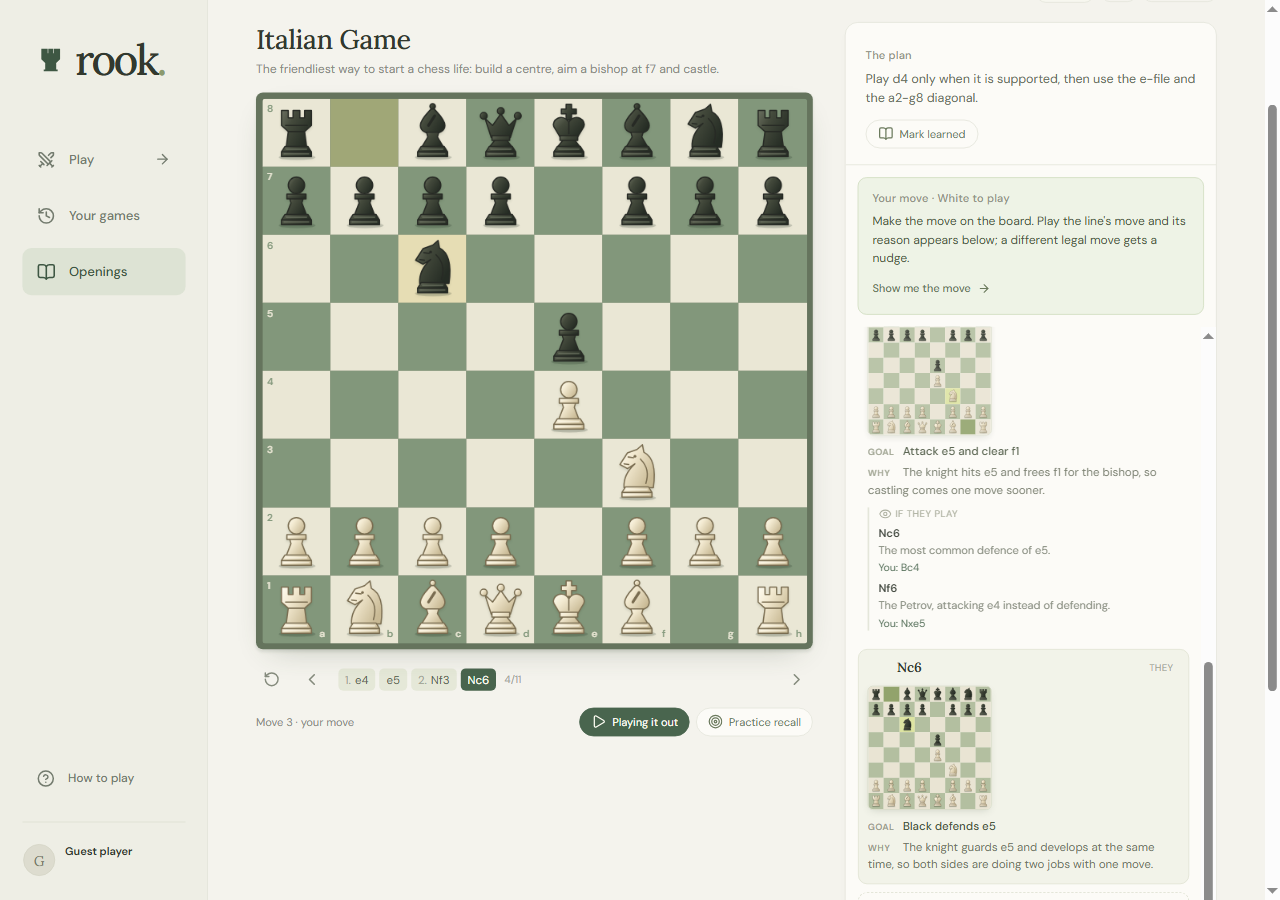 rook.
Play
Your games
Openings
How to play
G
Guest player
Italian Game
The friendliest way to start a chess life: build a centre, aim a bishop at f7 and castle.
8
7
6
5
4
3
2
1
a b c d e f g h
1. e4 e5 2. Nf3 Nc6 4/11
Move 3 · your move
Playing it out
Practice recall
The plan
Play d4 only when it is supported, then use the e-file and
the a2-g8 diagonal.
Mark learned
Your move · White to play
Make the move on the board. Play the line's move and its
reason appears below; a different legal move gets a
nudge.
Show me the move
GOAL Attack e5 and clear f1
WHY The knight hits e5 and frees f1 for the bishop, so
castling comes one move sooner.
IF THEY PLAY
Nc6
The most common defence of e5.
You: Bc4
Nf6
The Petrov, attacking e4 instead of defending.
You: Nxe5
Nc6 THEY
GOAL Black defends e5
WHY The knight guards e5 and develops at the same
time, so both sides are doing two jobs with one move.